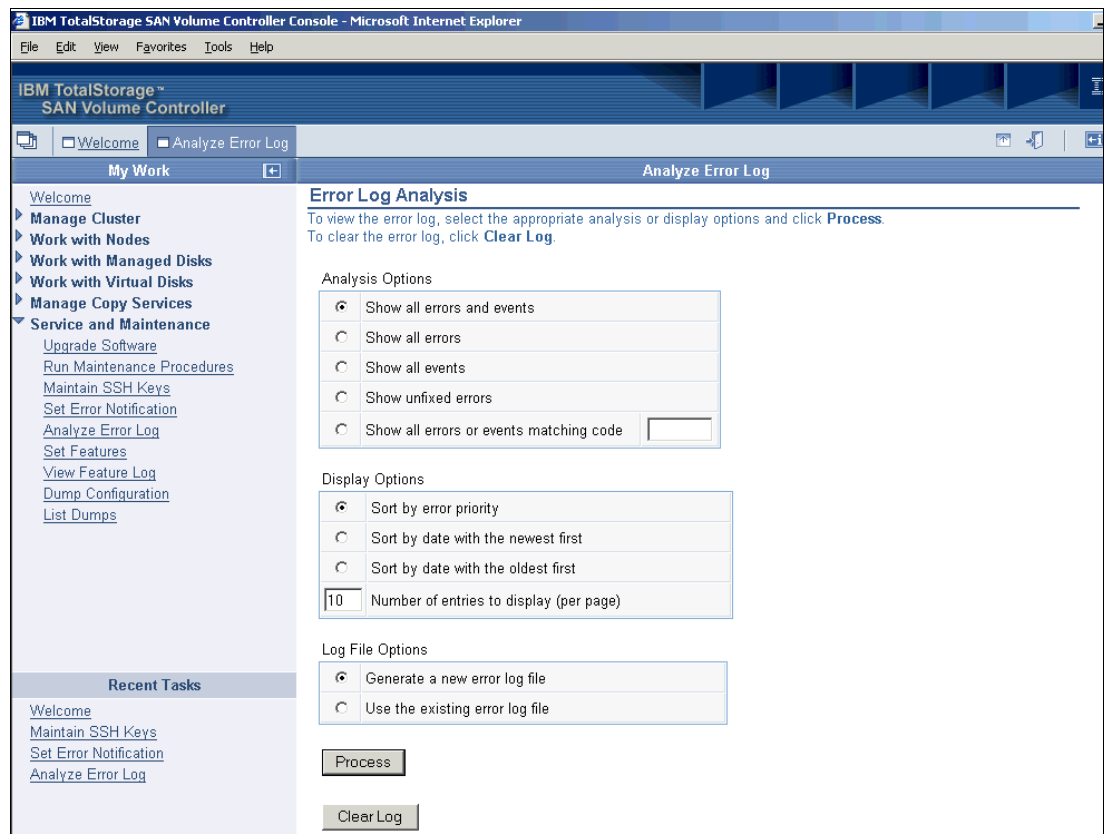 IBM TotalStorage SAN Volume Controller Console - Microsoft Internet Explorer
File Edit View Favorites Tools Help
IBM TotalStorage™
SAN Volume Controller
Welcome
Analyze Error Log
My Work
Analyze Error Log
Welcome
Manage Cluster
Work with Nodes
Work with Managed Disks
Work with Virtual Disks
Manage Copy Services
Service and Maintenance
Upgrade Software
Run Maintenance Procedures
Maintain SSH Keys
Set Error Notification
Analyze Error Log
Set Features
View Feature Log
Dump Configuration
List Dumps
Recent Tasks
Welcome
Maintain SSH Keys
Set Error Notification
Analyze Error Log
Error Log Analysis
To view the error log, select the appropriate analysis or display options and click Process.
To clear the error log, click Clear Log.
Analysis Options
Show all errors and events
Show all errors
Show all events
Show unfixed errors
Show all errors or events matching code
Display Options
Sort by error priority
Sort by date with the newest first
Sort by date with the oldest first
10 Number of entries to display (per page)
Log File Options
Generate a new error log file
Use the existing error log file
Process
Clear Log